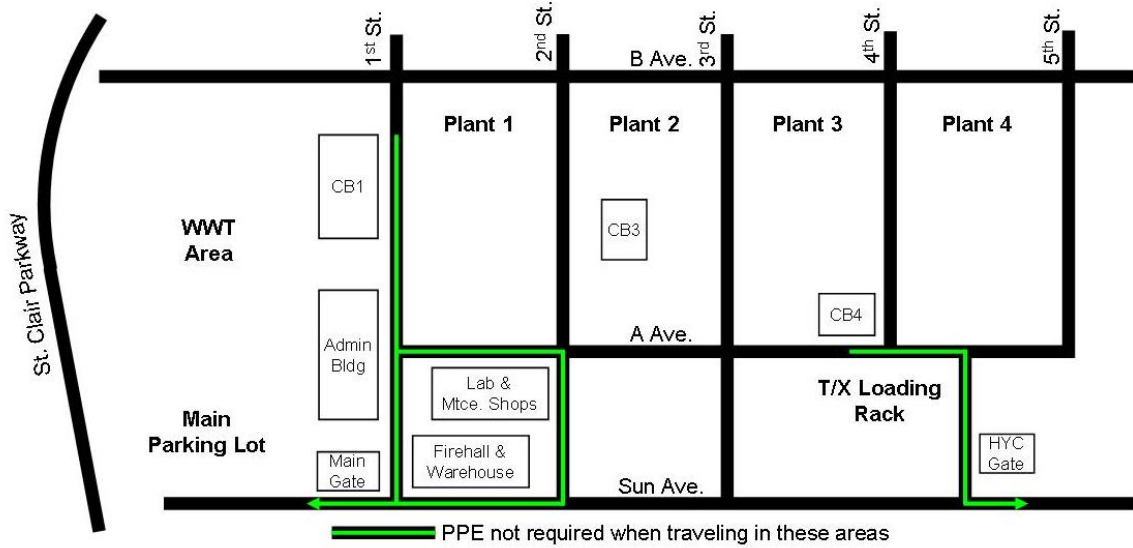 1st St.
2nd St.
B Ave.
3rd St.
4th St.
5th St.
Plant 1
Plant 2
Plant 3
Plant 4
CB1
CB3
WWT
Area
St. Clair Parkway
CB4
A Ave.
Admin
Bldg
Lab &
Mtce. Shops
T/X Loading
Rack
Main
Parking Lot
Main
Gate
Firehall &
Warehouse
HYC
Gate
Sun Ave.
PPE not required when traveling in these areas